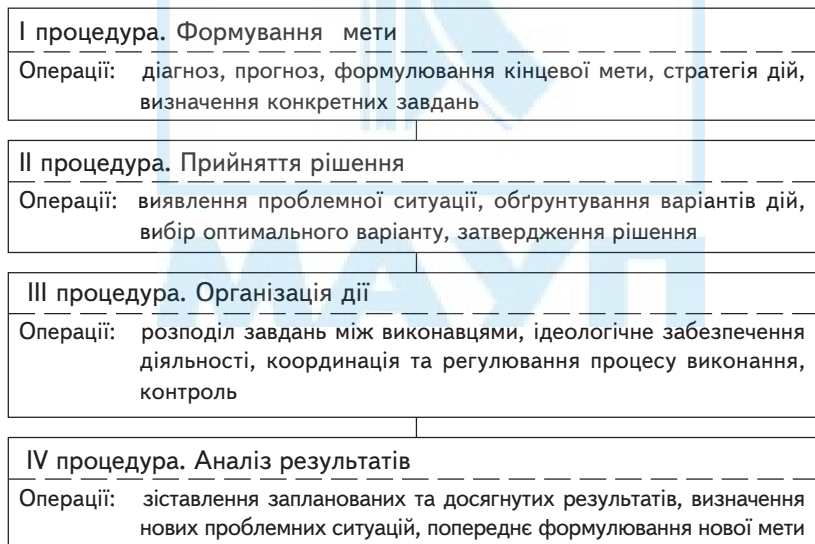 I процедура. Формування мети
Операції: діагноз, прогноз, формулювання кінцевої мети, стратегія дій,
визначення конкретних завдань
II процедура. Прийняття рішення
Операції: виявлення проблемної ситуації, обґрунтування варіантів дій,
вибір оптимального варіанту, затвердження рішення
МАУП
III процедура. Організація дії
Операції: розподіл завдань між виконавцями, ідеологічне забезпечення
діяльності, координація та регулювання процесу виконання,
контроль
IV процедура. Аналіз результатів
Операції: зіставлення запланованих та досягнутих результатів, визначення
нових проблемних ситуацій, попереднє формулювання нової мети